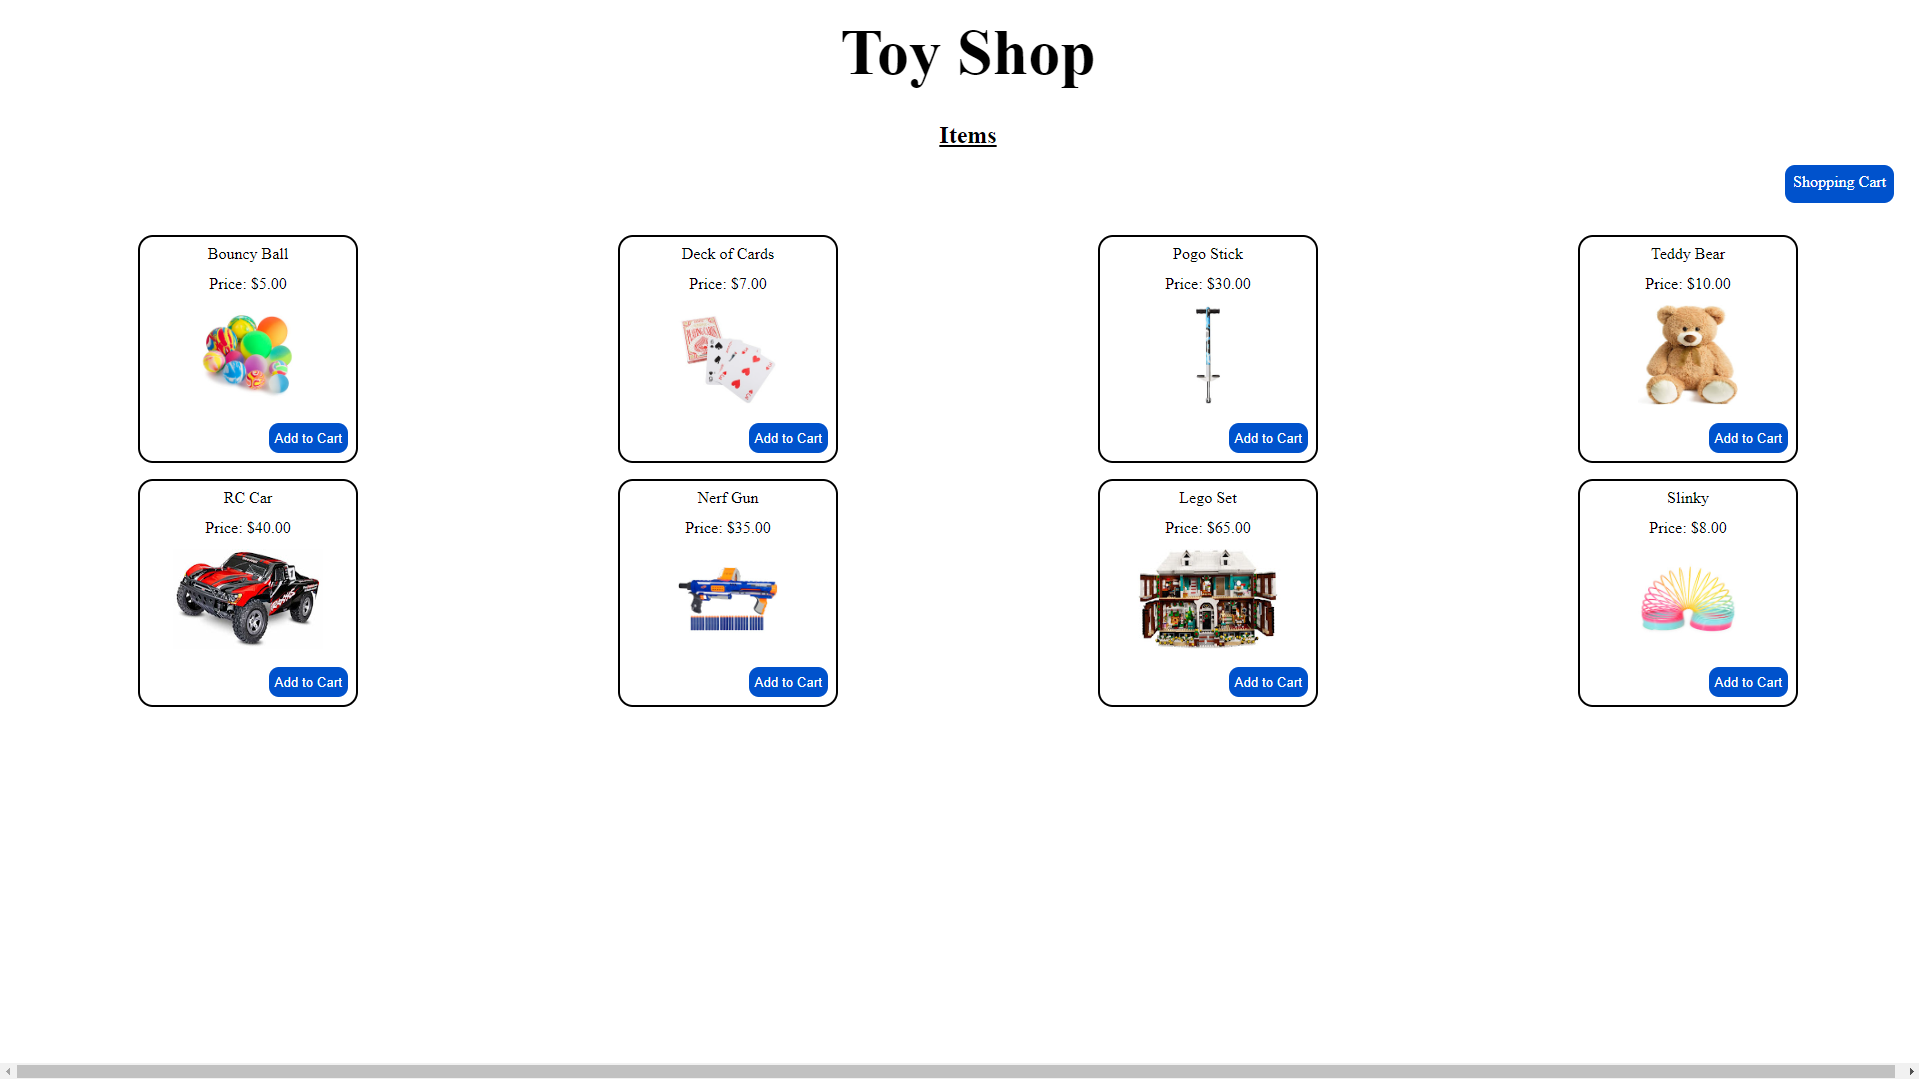 Toy Shop
Items
Shopping Cart
Bouncy Ball
Price: $5.00
Add to Cart
Deck of Cards
Price: $7.00
Add to Cart
Pogo Stick
Price: $30.00
Add to Cart
Teddy Bear
Price: $10.00
Add to Cart
RC Car
Price: $40.00
Add to Cart
Nerf Gun
Price: $35.00
Add to Cart
Lego Set
Price: $65.00
Add to Cart
Slinky
Price: $8.00
Add to Cart